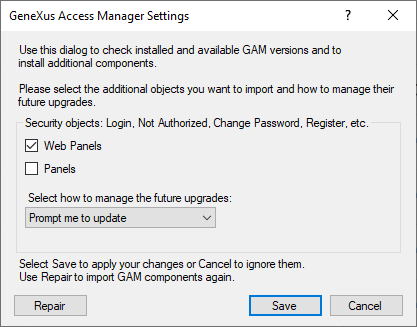 GeneXus Access Manager Settings
Use this dialog to check installed and available GAM versions and to
install additional components.
Please select the additional objects you want to import and how to manage their
future upgrades.
Security objects: Login, Not Authorized, Change Password, Register, etc.
Web Panels
Panels
Select how to manage the future upgrades:
Prompt me to update
Select Save to apply your changes or Cancel to ignore them.
Use Repair to import GAM components again.
Repair
Save
Cancel